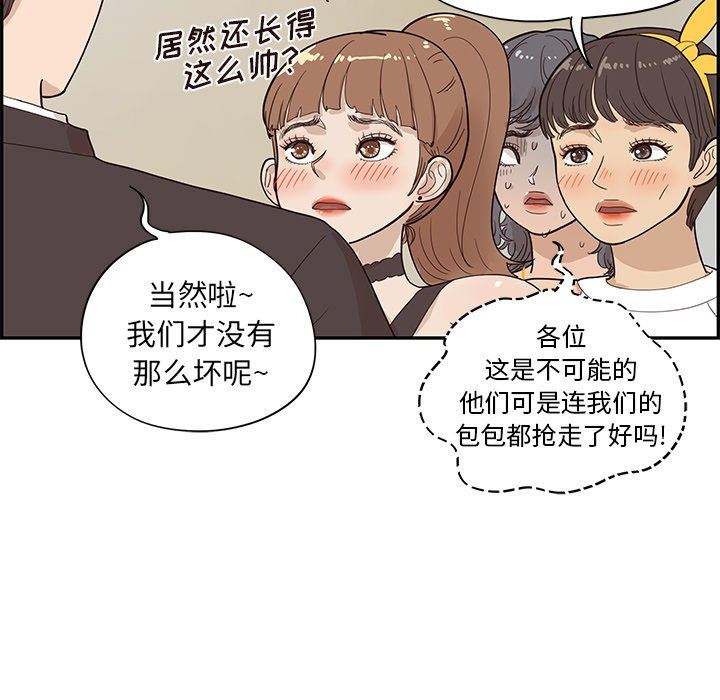 居然还长得
这么帅?
当然啦~
我们才没有
那么坏呢~
各位
这是不可能的
他们可是连我们的
包包都抢走了好吗!